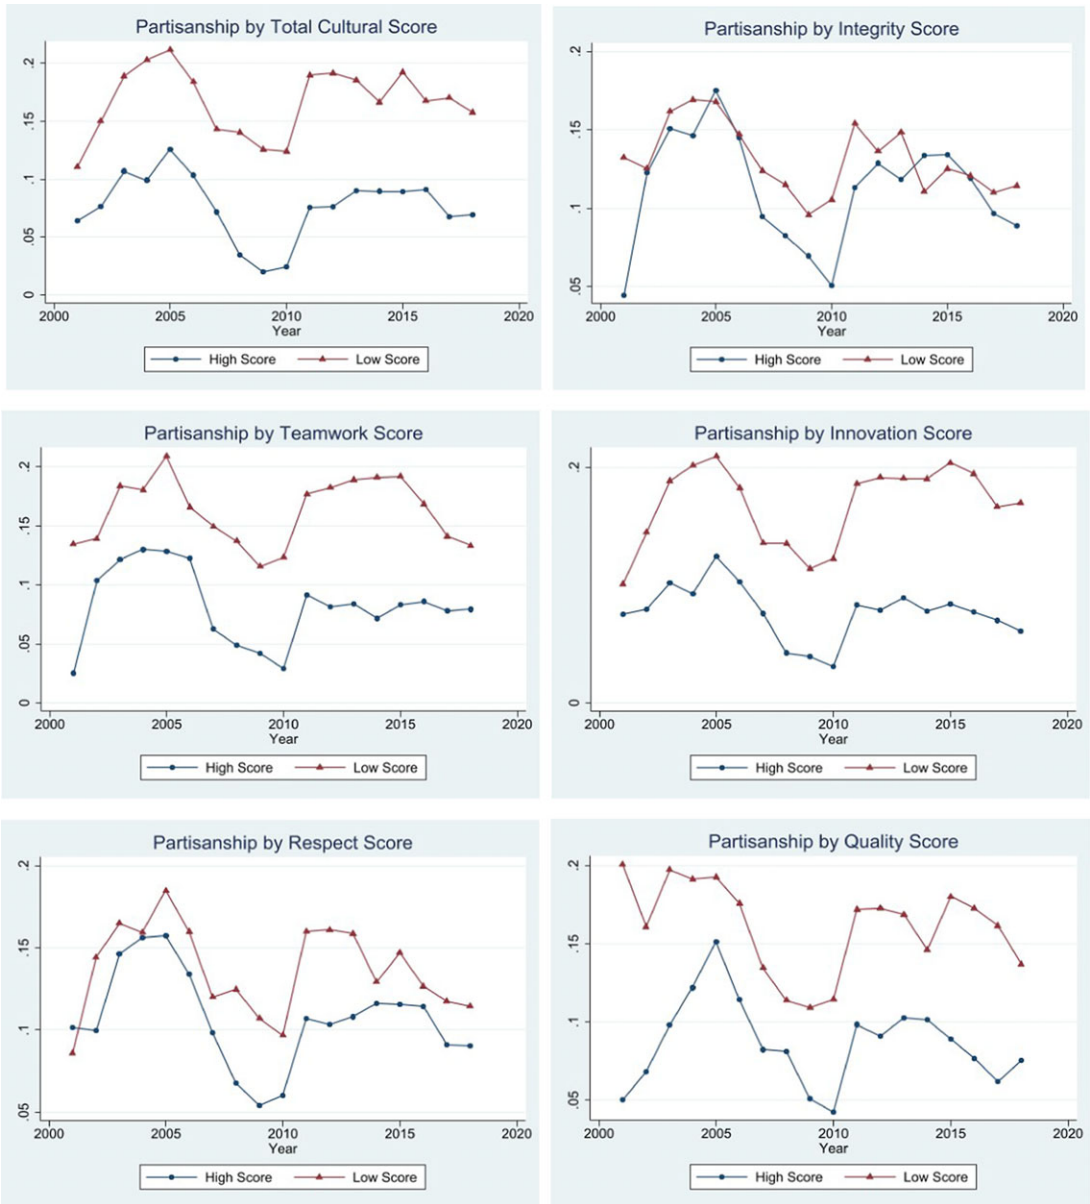 Partisanship by Total Cultural Score
.2
.15
.1
.05
0
2000 2005 2010 2015 2020
Year
High Score Low Score
Partisanship by Integrity Score
.2
.15
.1
.05
2000 2005 2010 2015 2020
Year
High Score Low Score
Partisanship by Teamwork Score
.2
.15
.1
.05
0
2000 2005 2010 2015 2020
Year
High Score Low Score
Partisanship by Innovation Score
.2
0
2000 2005 2010 2015 2020
Year
High Score Low Score
Partisanship by Respect Score
.2
.15
.1
.05
2000 2005 2010 2015 2020
Year
High Score Low Score
Partisanship by Quality Score
.2
.15
.1
.05
2000 2005 2010 2015 2020
Year
High Score Low Score